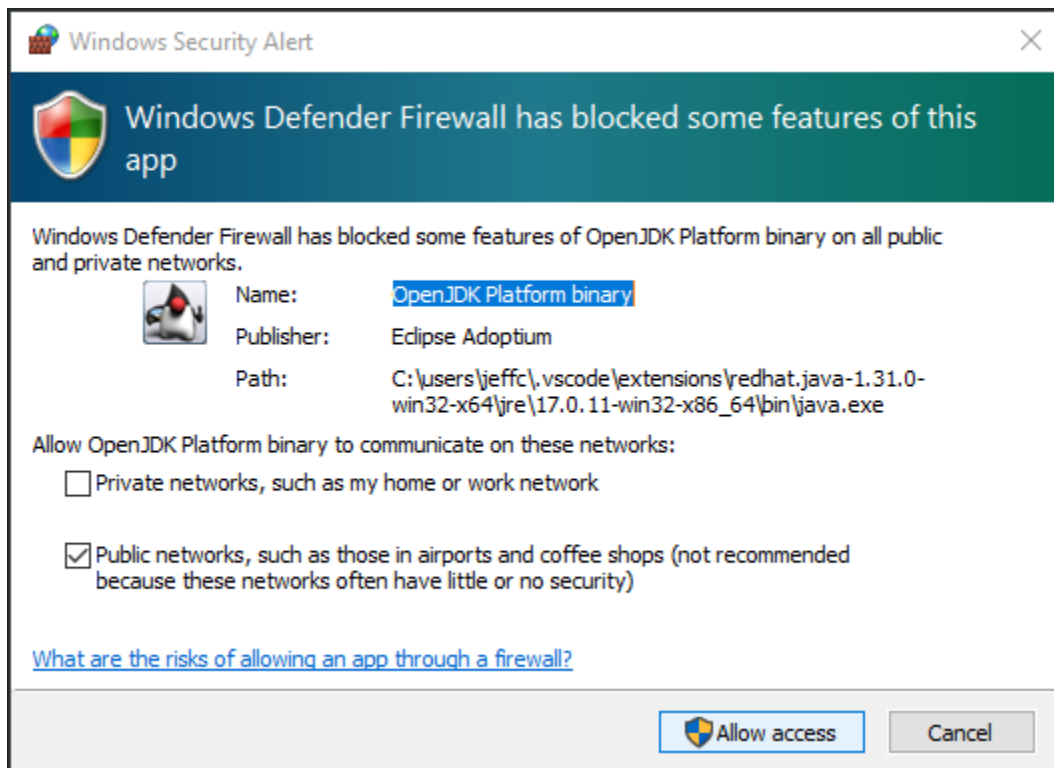 Windows Security Alert
Windows Defender Firewall has blocked some features of this
app
Windows Defender Firewall has blocked some features of OpenJDK Platform binary on all public
and private networks.
Name: OpenJDK Platform binary
Publisher: Eclipse Adoptium
Path: C:\users\jeffc\.vscode\extensions\redhat.java-1.31.0-
win32-x64\jre\17.0.11-win32-x86_64\bin\java.exe
Allow OpenJDK Platform binary to communicate on these networks:
Private networks, such as my home or work network
Public networks, such as those in airports and coffee shops (not recommended
because these networks often have little or no security)
What are the risks of allowing an app through a firewall?
Allow access Cancel